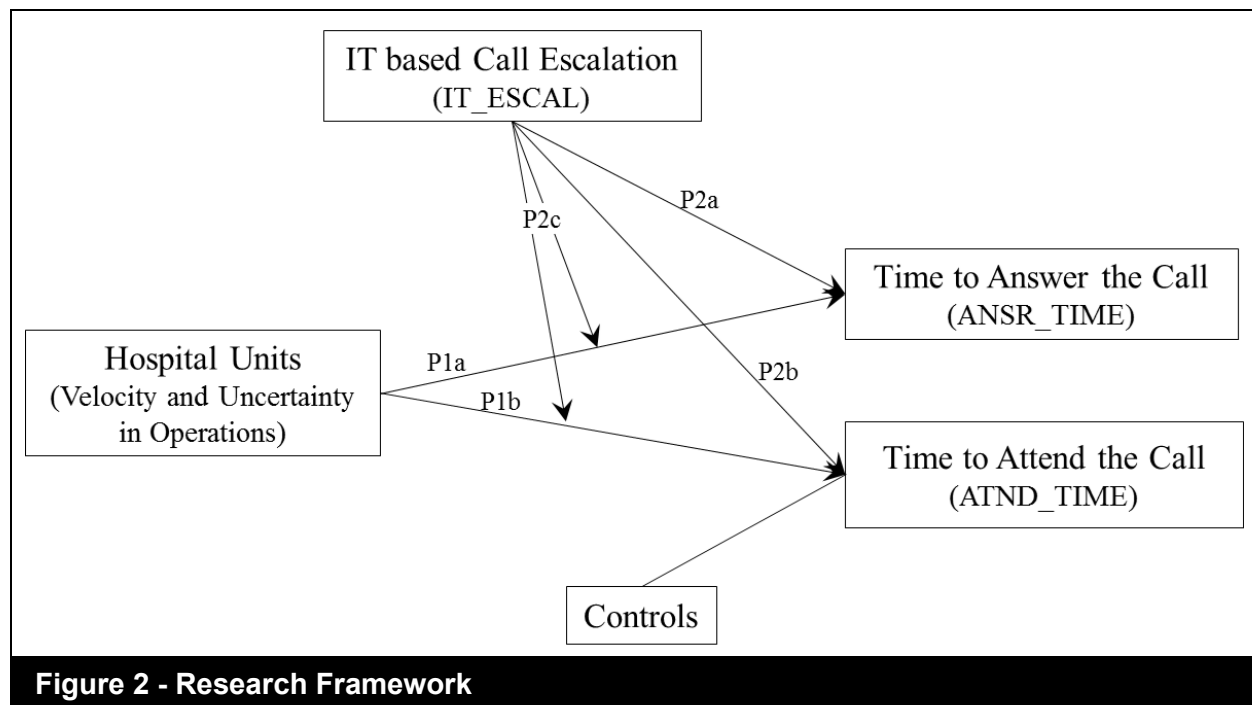 IT based Call Escalation
(IT_ESCAL)
P2a
P2c
Time to Answer the Call
(ANSR_TIME)
Hospital Units
(Velocity and Uncertainty
in Operations)
P1a
P2b
P1b
Time to Attend the Call
(ATND_TIME)
Controls
Figure 2 - Research Framework